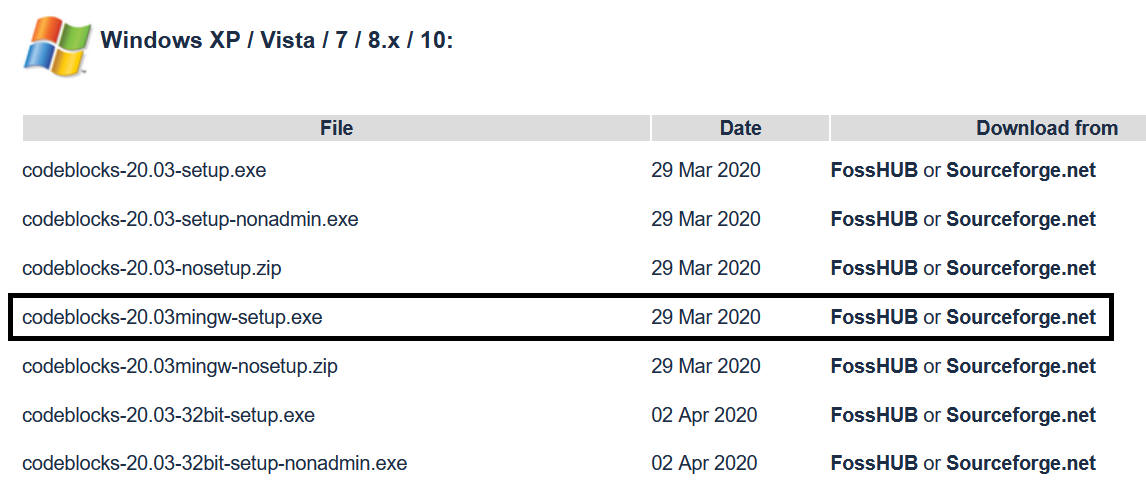 Windows XP / Vista / 7 / 8.x / 10:
File Date Download from
codeblocks-20.03-setup.exe 29 Mar 2020 FossHUB or Sourceforge.net
codeblocks-20.03-setup-nonadmin.exe 29 Mar 2020 FossHUB or Sourceforge.net
codeblocks-20.03-nosetup.zip 29 Mar 2020 FossHUB or Sourceforge.net
codeblocks-20.03mingw-setup.exe 29 Mar 2020 FossHUB or Sourceforge.net
codeblocks-20.03mingw-nosetup.zip 29 Mar 2020 FossHUB or Sourceforge.net
codeblocks-20.03-32bit-setup.exe 02 Apr 2020 FossHUB or Sourceforge.net
codeblocks-20.03-32bit-setup-nonadmin.exe 02 Apr 2020 FossHUB or Sourceforge.net